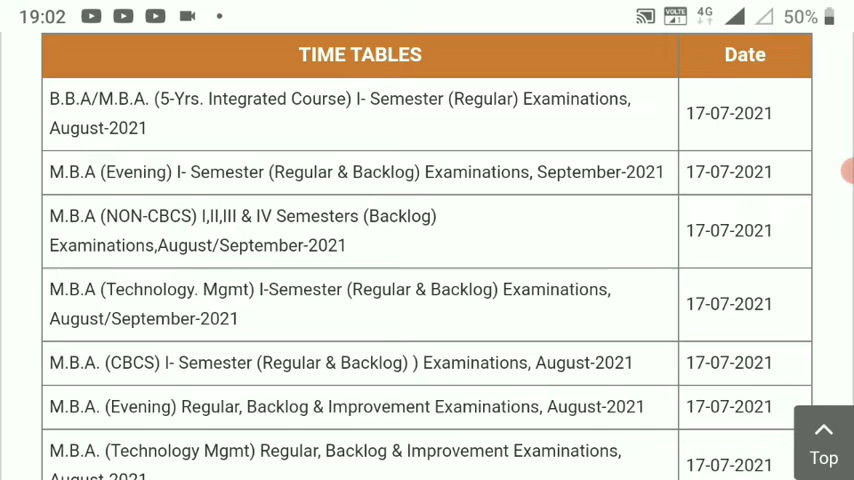 19:02 VOLTE 1 4G 50%
TIME TABLES Date
B.B.A/M.B.A. (5-Yrs. Integrated Course) I- Semester (Regular) Examinations,
August-2021 17-07-2021
M.B.A (Evening) I- Semester (Regular & Backlog) Examinations, September-2021 17-07-2021
M.B.A (NON-CBCS) I,II,III & IV Semesters (Backlog)
Examinations,August/September-2021 17-07-2021
M.B.A (Technology. Mgmt) I-Semester (Regular & Backlog) Examinations,
August/September-2021 17-07-2021
M.B.A. (CBCS) I- Semester (Regular & Backlog) ) Examinations, August-2021 17-07-2021
M.B.A. (Evening) Regular, Backlog & Improvement Examinations, August-2021 17-07-2021
M.B.A. (Technology Mgmt) Regular, Backlog & Improvement Examinations,
August-2021 17-07-2021
Top